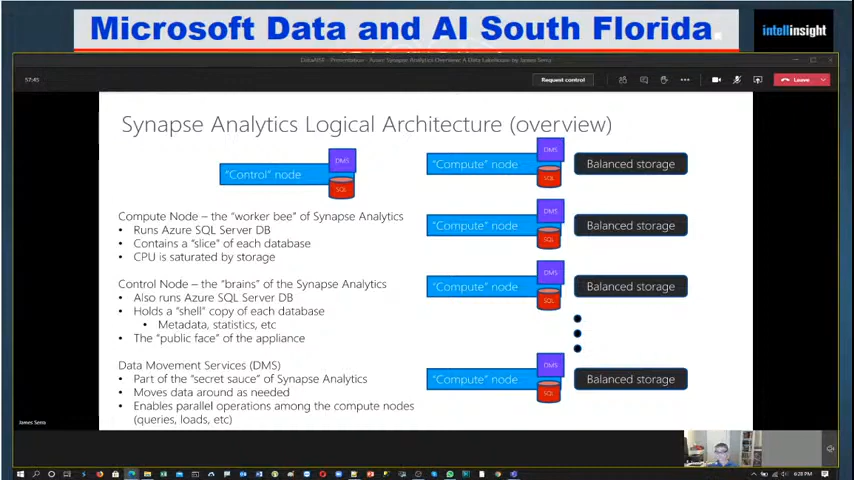 Microsoft Data and AI South Florida.
intellinsight
57:45
Request control
Leave
Synapse Analytics Logical Architecture (overview)
"Control" node
DMS
SQL
"Compute" node
DMS
SQL
Balanced storage
"Compute" node
DMS
SQL
Balanced storage
"Compute" node
DMS
SQL
Balanced storage
"Compute" node
DMS
SQL
Balanced storage
Compute Node – the "worker bee" of Synapse Analytics
• Runs Azure SQL Server DB
• Contains a "slice" of each database
• CPU is saturated by storage
Control Node – the "brains" of the Synapse Analytics
• Also runs Azure SQL Server DB
• Holds a "shell" copy of each database
• Metadata, statistics, etc
• The "public face" of the appliance
Data Movement Services (DMS)
• Part of the "secret sauce" of Synapse Analytics
• Moves data around as needed
• Enables parallel operations among the compute nodes
(queries, loads, etc)
James Serra
6:28 PM